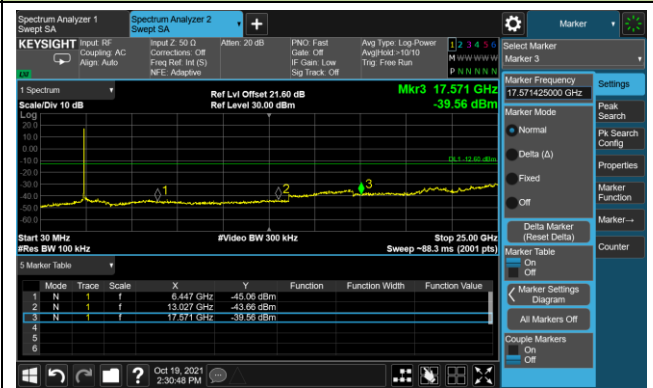 Spectrum Analyzer 1
Swept SA
Spectrum Analyzer 2
Swept SA
+
Marker
KEYSIGHT
Input: RF
Coupling: AC
Align: Auto
Input Z: 50 Ω
Corrections: Off
Freq Ref: Int (S)
NFE: Adaptive
Atten: 20 dB
PNO: Fast
Gate: Off
IF Gain: Low
Sig Track: Off
Avg Type: Log-Power
Avg|Hold:>10/10
Trig: Free Run
1 2 3 4 5 6
M W W W W W
P N N N N N
Select Marker
Marker 3
1 Spectrum
Scale/Div 10 dB
Ref Lvl Offset 21.60 dB
Ref Level 30.00 dBm
Mkr3 17.571 GHz
-39.56 dBm
Log
20.0
10.0
0.00
-10.0
-20.0
-30.0
-40.0
-50.0
-60.0
DL1 -12.60 dBm
1
2
3
Start 30 MHz
#Res BW 100 kHz
#Video BW 300 kHz
Stop 25.00 GHz
Sweep ~88.3 ms (2001 pts)
5 Marker Table
Mode Trace Scale X Y Function Function Width Function Value
1 N 1 f 6.447 GHz -45.06 dBm
2 N 1 f 13.027 GHz -43.66 dBm
3 N 1 f 17.571 GHz -39.56 dBm
4
5
6
Marker Frequency
17.571425000 GHz
Marker Mode
Normal
Delta (Δ)
Fixed
Off
Delta Marker
(Reset Delta)
Marker Table
On
Off
Marker Settings
Diagram
All Markers Off
Couple Markers
On
Off
Settings
Peak
Search
Pk Search
Config
Properties
Marker
Function
Marker→
Counter
?
Oct 19, 2021
2:30:48 PM